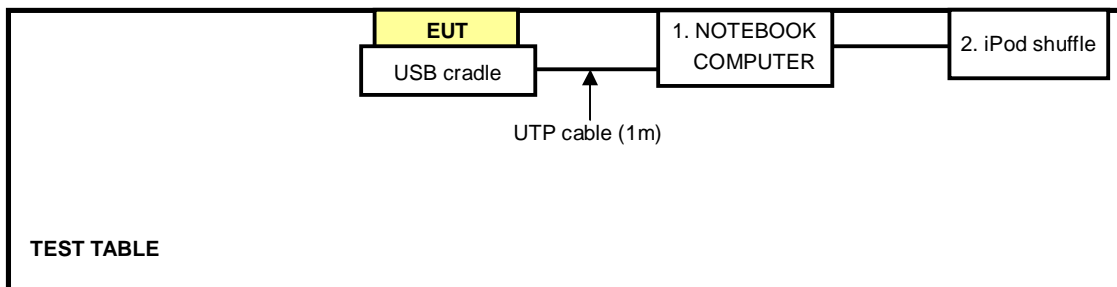 EUT
USB cradle
1. NOTEBOOK
COMPUTER
2. iPod shuffle
UTP cable (1m)
TEST TABLE